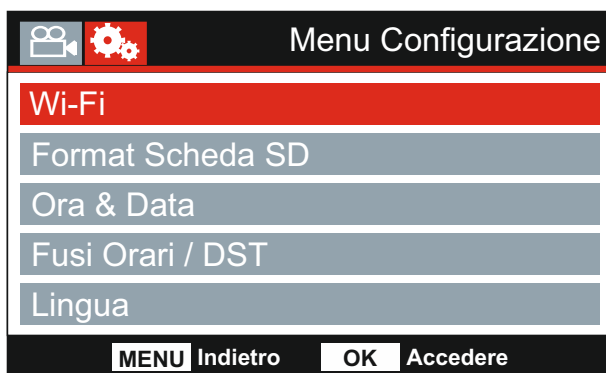 Menu Configurazione
Wi-Fi
Format Scheda SD
Ora & Data
Fusi Orari / DST
Lingua
MENU Indietro OK Accedere